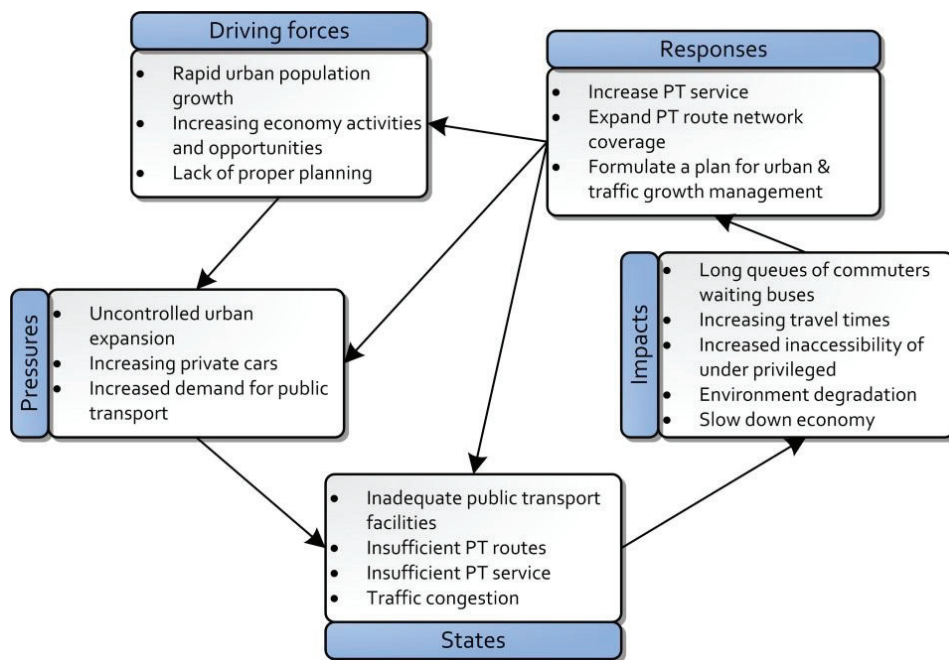 Driving forces
• Rapid urban population
growth
• Increasing economy activities
and opportunities
• Lack of proper planning
Responses
• Increase PT service
• Expand PT route network
coverage
• Formulate a plan for urban &
traffic growth management
Pressures
• Uncontrolled urban
expansion
• Increasing private cars
• Increased demand for public
transport
Impacts
• Long queues of commuters
waiting buses
• Increasing travel times
• Increased inaccessibility of
under privileged
• Environment degradation
• Slow down economy
• Inadequate public transport
facilities
• Insufficient PT routes
• Insufficient PT service
• Traffic congestion
States